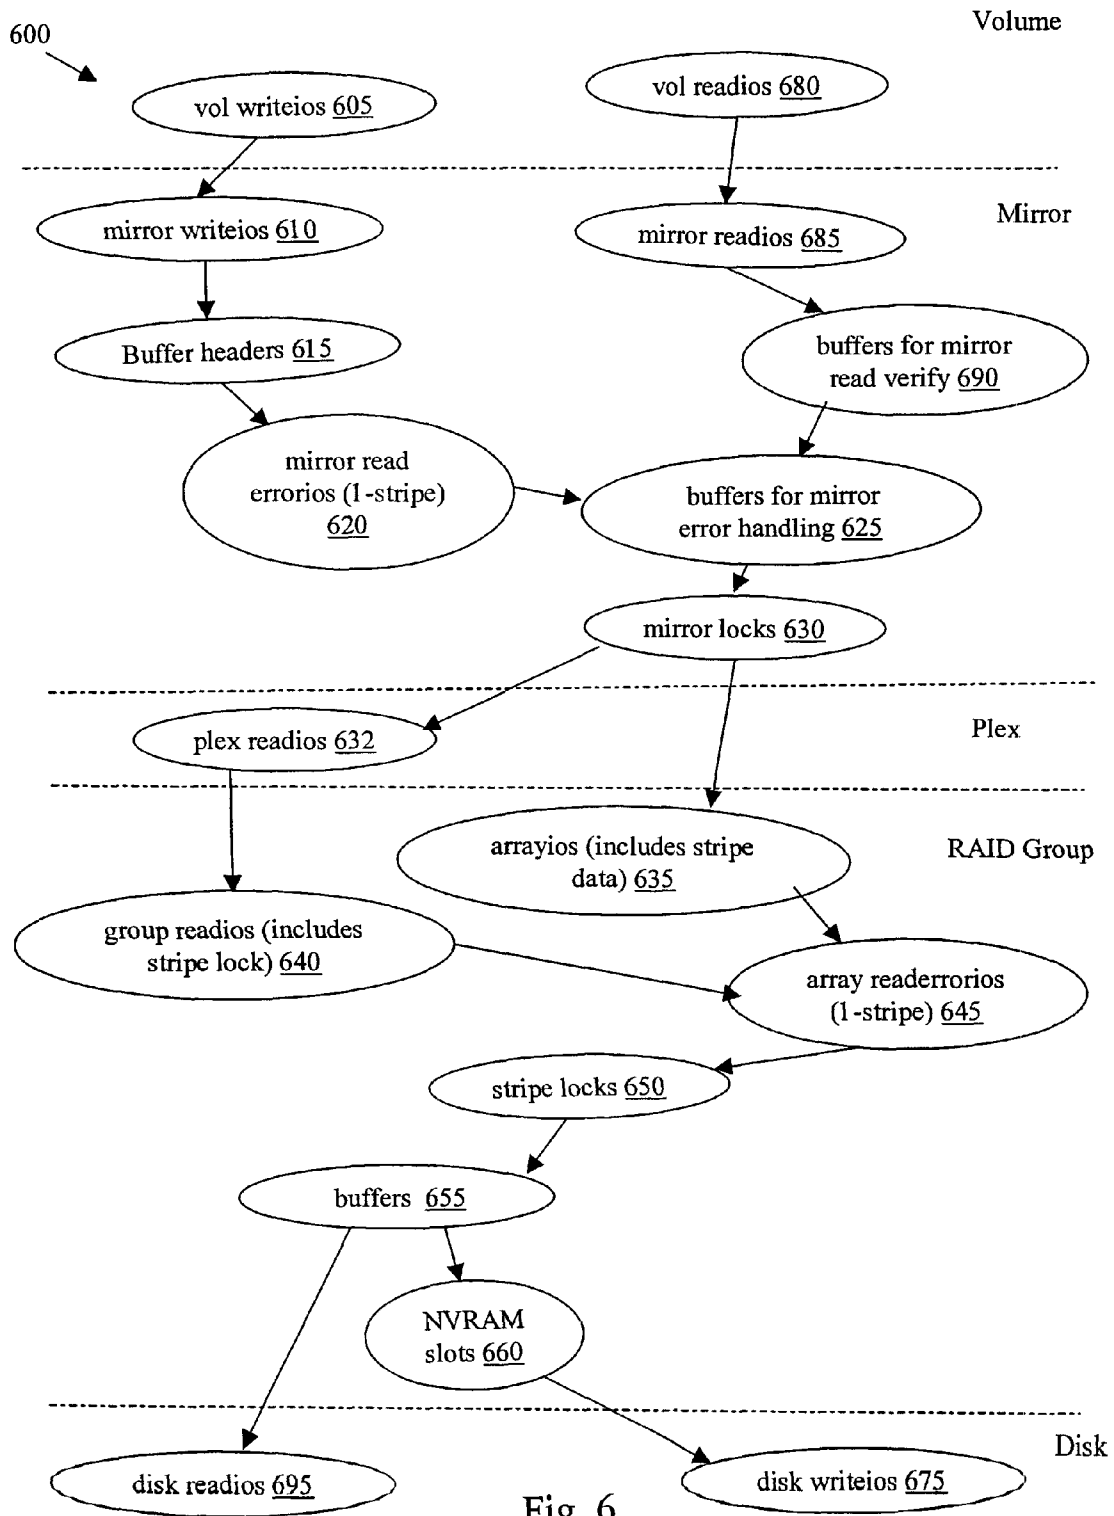 Volume
600
vol writeios 605
vol readios 680
Mirror
mirror writeios 610
mirror readios 685
Buffer headers 615
buffers for mirror
read verify 690
mirror read
errorios (1-stripe)
620
buffers for mirror
error handling 625
mirror locks 630
Plex
plex readios 632
RAID Group
arrayios (includes stripe
data) 635
group readios (includes
stripe lock) 640
array readerrorios
(1-stripe) 645
stripe locks 650
buffers 655
NVRAM
slots 660
Disk
disk readios 695
disk writeios 675
Fig. 6